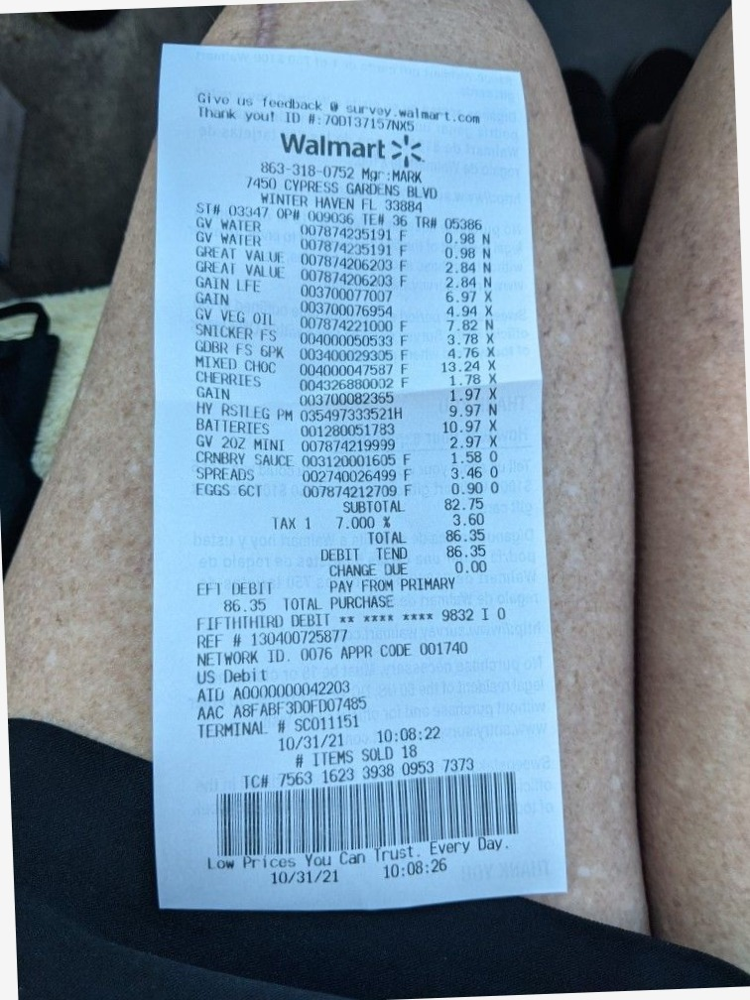 Give us feedback @ survey.walmart.com
Thank you! ID #:7QD137157NX5
Walmart
863-318-0752 Mgr:MARK
7450 CYPRESS GARDENS BLVD
WINTER HAVEN FL 33884
ST# 03347 OP# 009036 TE# 36 TR# 05386
GV WATER 007874235191 F 0.98 N
GV WATER 007874235191 F 0.98 N
GREAT VALUE 007874206203 F 2.84 N
GREAT VALUE 007874206203 F 2.84 N
GAIN LFE 003700077007 6.97 X
GAIN 003700076954 4.94 X
GV VEG OIL 007874221000 F 7.82 N
SNICKER FS 004000050533 F 3.78 X
GDBR FS 6PK 003400029305 F 4.76 X
MIXED CHOC 004000047587 F 13.24 X
CHERRIES 004326880002 F 1.78 X
GAIN 003700082365 1.97 X
HY RSTLEG PM 035497333521H 9.97 N
BATTERIES 001280051783 10.97 X
GV 2OZ MINI 007874219999 2.97 X
CRNBRY SAUCE 003120001605 F 1.58 O
SPREADS 002740026499 F 3.46 O
EGGS 6CT 007874212709 F 0.90 O
SUBTOTAL 82.75
TAX 1 7.000 % 3.60
TOTAL 86.35
DEBIT TEND 86.35
CHANGE DUE 0.00
EFT DEBIT PAY FROM PRIMARY
86.35 TOTAL PURCHASE
FIFTHTHIRD DEBIT ** **** **** 9832 I 0
REF # 130400725877
NETWORK ID. 0076 APPR CODE 001740
US Debit
AID A0000000042203
AAC A8FABF3D0FD07485
TERMINAL # SC011151
10/31/21 10:08:22
# ITEMS SOLD 18
TC# 7563 1623 3938 0953 7373
Low Prices You Can Trust. Every Day.
10/31/21 10:08:26